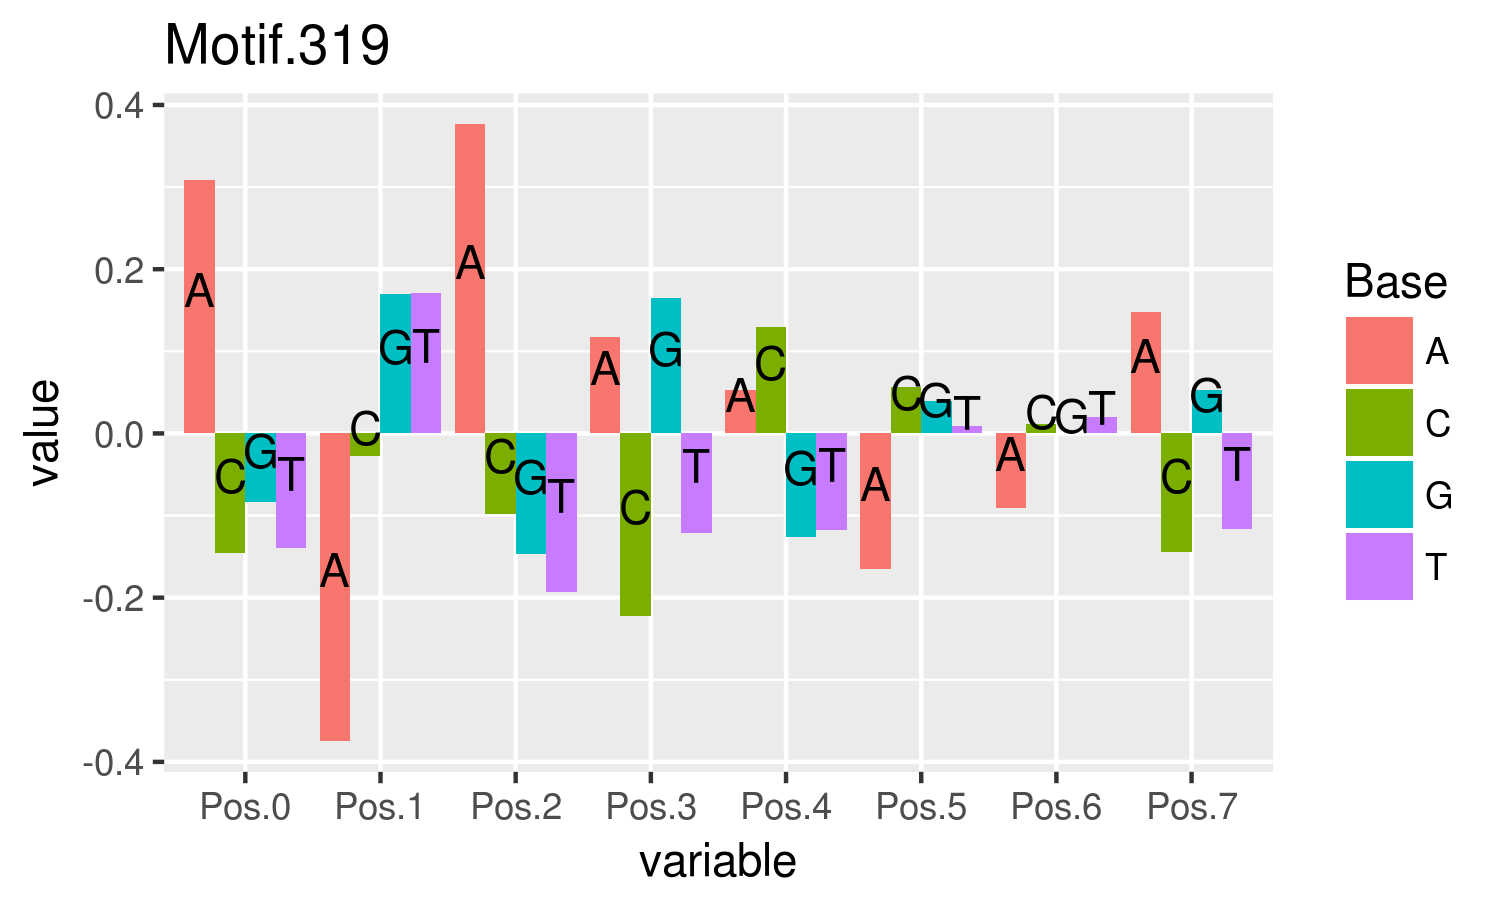 Motif.319
0.4
0.2
0.0
-0.2
-0.4
value
A C G T
A C G T
A C G T
A C G T
A C G T
A C G T
A C G T
A C G T
Pos.0 Pos.1 Pos.2 Pos.3 Pos.4 Pos.5 Pos.6 Pos.7
variable
Base
A
C
G
T